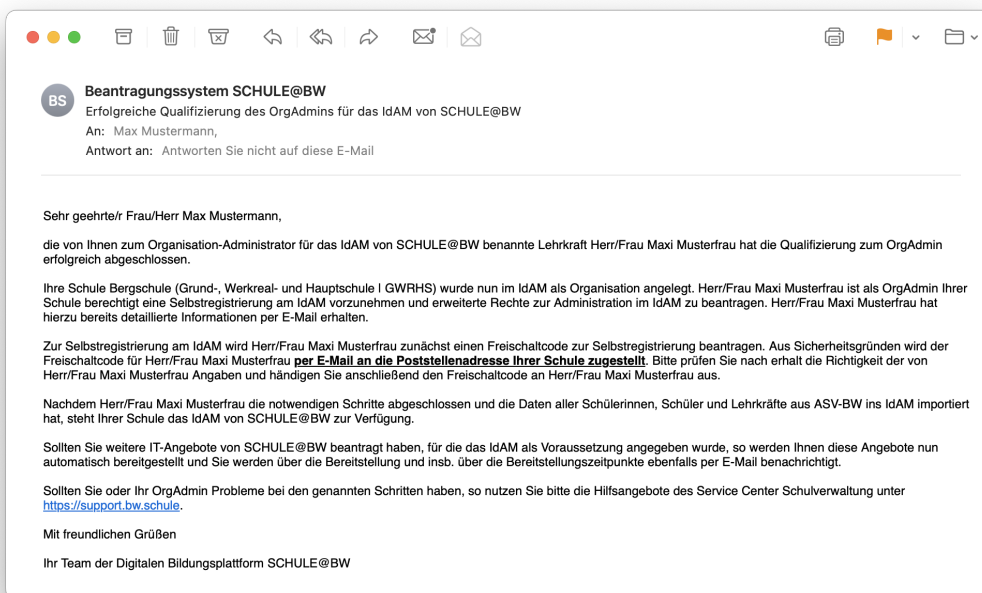 BS
Beantragungssystem SCHULE@BW
Erfolgreiche Qualifizierung des OrgAdmins für das IdAM von SCHULE@BW
An: Max Mustermann,
Antwort an: Antworten Sie nicht auf diese E-Mail
Sehr geehrte/r Frau/Herr Max Mustermann,
die von Ihnen zum Organisation-Administrator für das IdAM von SCHULE@BW benannte Lehrkraft Herr/Frau Maxi Musterfrau hat die Qualifizierung zum OrgAdmin
erfolgreich abgeschlossen.
Ihre Schule Bergschule (Grund-, Werkreal- und Hauptschule | GWRHS) wurde nun im IdAM als Organisation angelegt. Herr/Frau Maxi Musterfrau ist als OrgAdmin Ihrer
Schule berechtigt eine Selbstregistrierung am IdAM vorzunehmen und erweiterte Rechte zur Administration im IdAM zu beantragen. Herr/Frau Maxi Musterfrau hat
hierzu bereits detaillierte Informationen per E-Mail erhalten.
Zur Selbstregistrierung am IdAM wird Herr/Frau Maxi Musterfrau zunächst einen Freischaltcode zur Selbstregistrierung beantragen. Aus Sicherheitsgründen wird der
Freischaltcode für Herr/Frau Maxi Musterfrau per E-Mail an die Poststellenadresse Ihrer Schule zugestellt. Bitte prüfen Sie nach erhalt die Richtigkeit der von
Herr/Frau Maxi Musterfrau Angaben und händigen Sie anschließend den Freischaltcode an Herr/Frau Maxi Musterfrau aus.
Nachdem Herr/Frau Maxi Musterfrau die notwendigen Schritte abgeschlossen und die Daten aller Schülerinnen, Schüler und Lehrkräfte aus ASV-BW ins IdAM importiert
hat, steht Ihrer Schule das IdAM von SCHULE@BW zur Verfügung.
Sollten Sie weitere IT-Angebote von SCHULE@BW beantragt haben, für die das IdAM als Voraussetzung angegeben wurde, so werden Ihnen diese Angebote nun
automatisch bereitgestellt und Sie werden über die Bereitstellung und insb. über die Bereitstellungszeitpunkte ebenfalls per E-Mail benachrichtigt.
Sollten Sie oder Ihr OrgAdmin Probleme bei den genannten Schritten haben, so nutzen Sie bitte die Hilfsangebote des Service Center Schulverwaltung unter
https://support.bw.schule.
Mit freundlichen Grüßen
Ihr Team der Digitalen Bildungsplattform SCHULE@BW